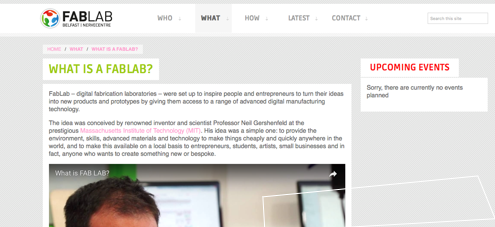 FABLAB
BELFAST | NERVECENTRE
WHO
WHAT
HOW
LATEST
CONTACT
Search this site
HOME / WHAT / WHAT IS A FABLAB?
WHAT IS A FABLAB?
FabLab – digital fabrication laboratories – were set up to inspire people and entrepreneurs to turn their ideas
into new products and prototypes by giving them access to a range of advanced digital manufacturing
technology.
The idea was conceived by renowned inventor and scientist Professor Neil Gershenfeld at the
prestigious Massachusetts Institute of Technology (MIT). His idea was a simple one: to provide the
environment, skills, advanced materials and technology to make things cheaply and quickly anywhere in the
world, and to make this available on a local basis to entrepreneurs, students, artists, small businesses and in
fact, anyone who wants to create something new or bespoke.
What is FAB LAB?
UPCOMING EVENTS
Sorry, there are currently no events
planned